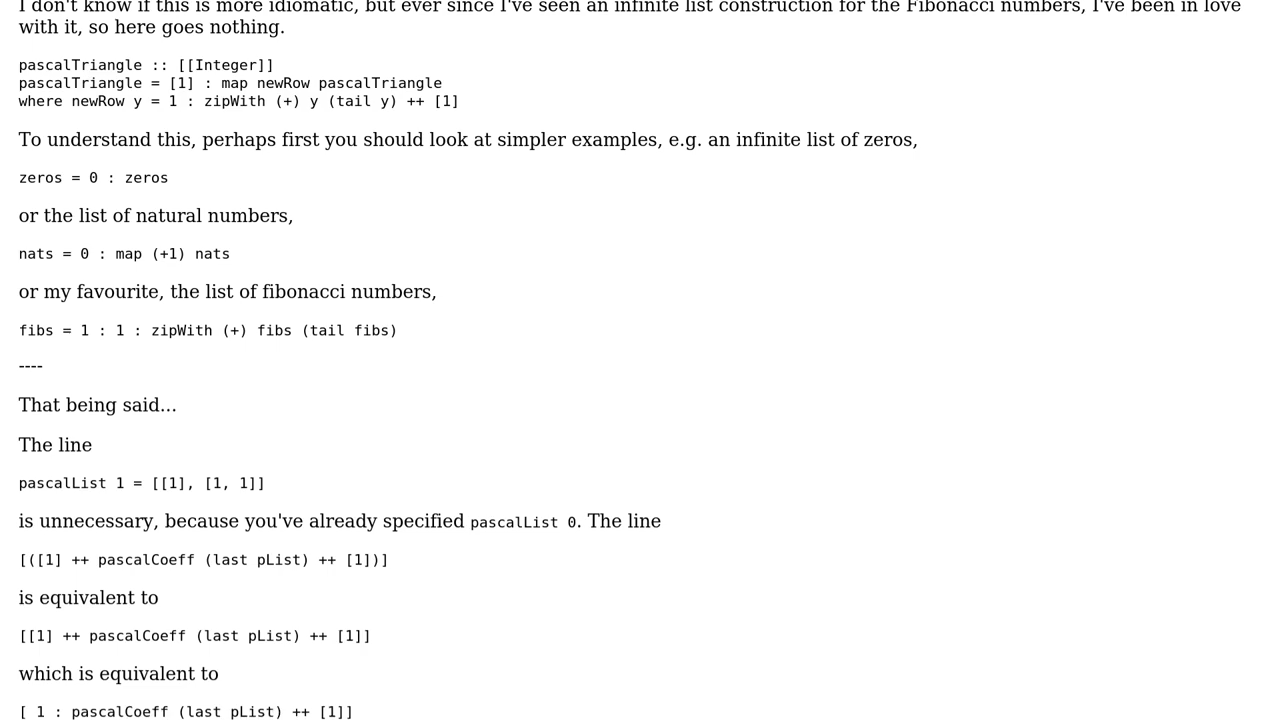 I don't know if this is more idiomatic, but ever since I've seen an infinite list construction for the Fibonacci numbers, I've been in love
with it, so here goes nothing.
pascalTriangle :: [[Integer]]
pascalTriangle = [1] : map newRow pascalTriangle
where newRow y = 1 : zipWith (+) y (tail y) ++ [1]
To understand this, perhaps first you should look at simpler examples, e.g. an infinite list of zeros,
zeros = 0 : zeros
or the list of natural numbers,
nats = 0 : map (+1) nats
or my favourite, the list of fibonacci numbers,
fibs = 1 : 1 : zipWith (+) fibs (tail fibs)
----
That being said...
The line
pascalList 1 = [[1], [1, 1]]
is unnecessary, because you've already specified pascalList 0. The line
[([1] ++ pascalCoeff (last pList) ++ [1])]
is equivalent to
[[1] ++ pascalCoeff (last pList) ++ [1]]
which is equivalent to
[ 1 : pascalCoeff (last pList) ++ [1]]